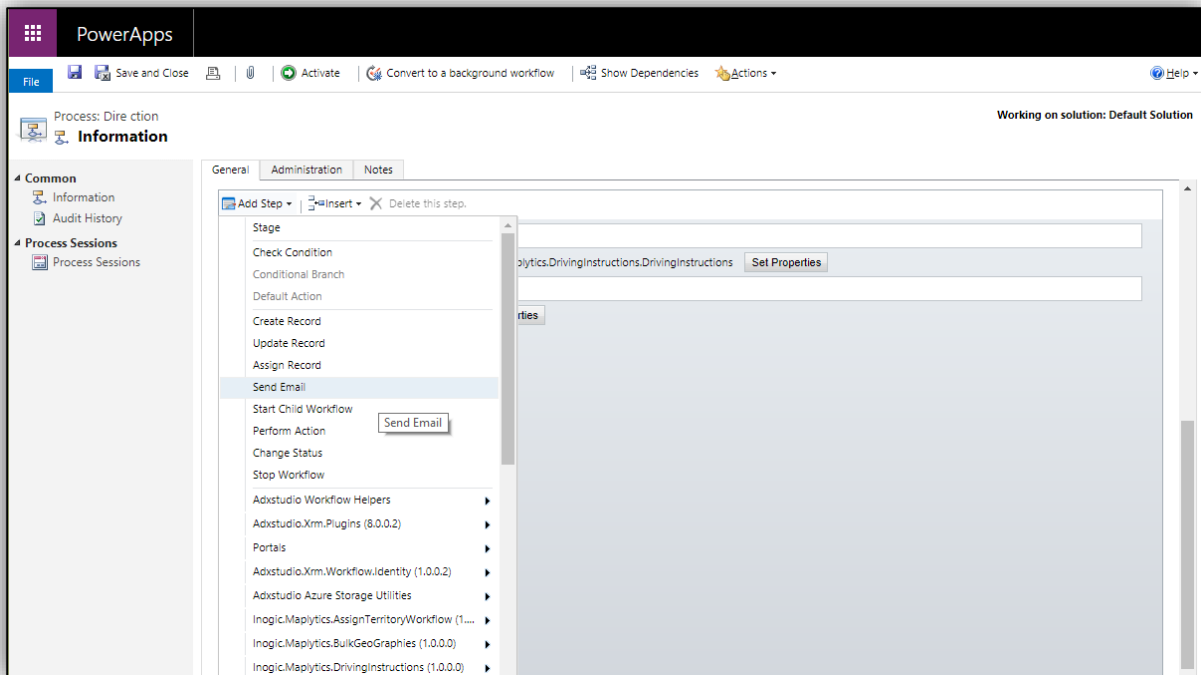 PowerApps
File
Save and Close
Activate
Convert to a background workflow
Show Dependencies
Actions
Help
Process: Dire ction
Information
Working on solution: Default Solution
Common
Information
Audit History
Process Sessions
Process Sessions
General
Administration
Notes
Add Step
Insert
Delete this step.
Stage
Check Condition
Conditional Branch
Default Action
Create Record
Update Record
Assign Record
Send Email
Start Child Workflow
Send Email
Perform Action
Change Status
Stop Workflow
Adxstudio Workflow Helpers
Adxstudio.Xrm.Plugins (8.0.0.2)
Portals
Adxstudio.Xrm.Workflow.Identity (1.0.0.2)
Adxstudio Azure Storage Utilities
Inogic.Maplytics.AssignTerritoryWorkflow (1....
Inogic.Maplytics.BulkGeoGraphies (1.0.0.0)
Inogic.Maplytics.DrivingInstructions (1.0.0.0)
plytics.DrivingInstructions.DrivingInstructions
Set Properties
rties